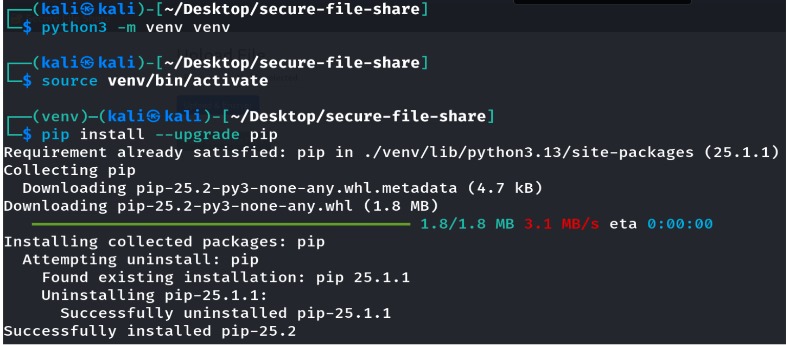 ┌──(kali㉿kali)-[~/Desktop/secure-file-share]
└─$ python3 -m venv venv
┌──(kali㉿kali)-[~/Desktop/secure-file-share]
└─$ source venv/bin/activate
┌──(venv)─(kali㉿kali)-[~/Desktop/secure-file-share]
└─$ pip install --upgrade pip
Requirement already satisfied: pip in ./venv/lib/python3.13/site-packages (25.1.1)
Collecting pip
  Downloading pip-25.2-py3-none-any.whl.metadata (4.7 kB)
Downloading pip-25.2-py3-none-any.whl (1.8 MB)
1.8/1.8 MB 3.1 MB/s eta 0:00:00
Installing collected packages: pip
  Attempting uninstall: pip
    Found existing installation: pip 25.1.1
    Uninstalling pip-25.1.1:
      Successfully uninstalled pip-25.1.1
Successfully installed pip-25.2